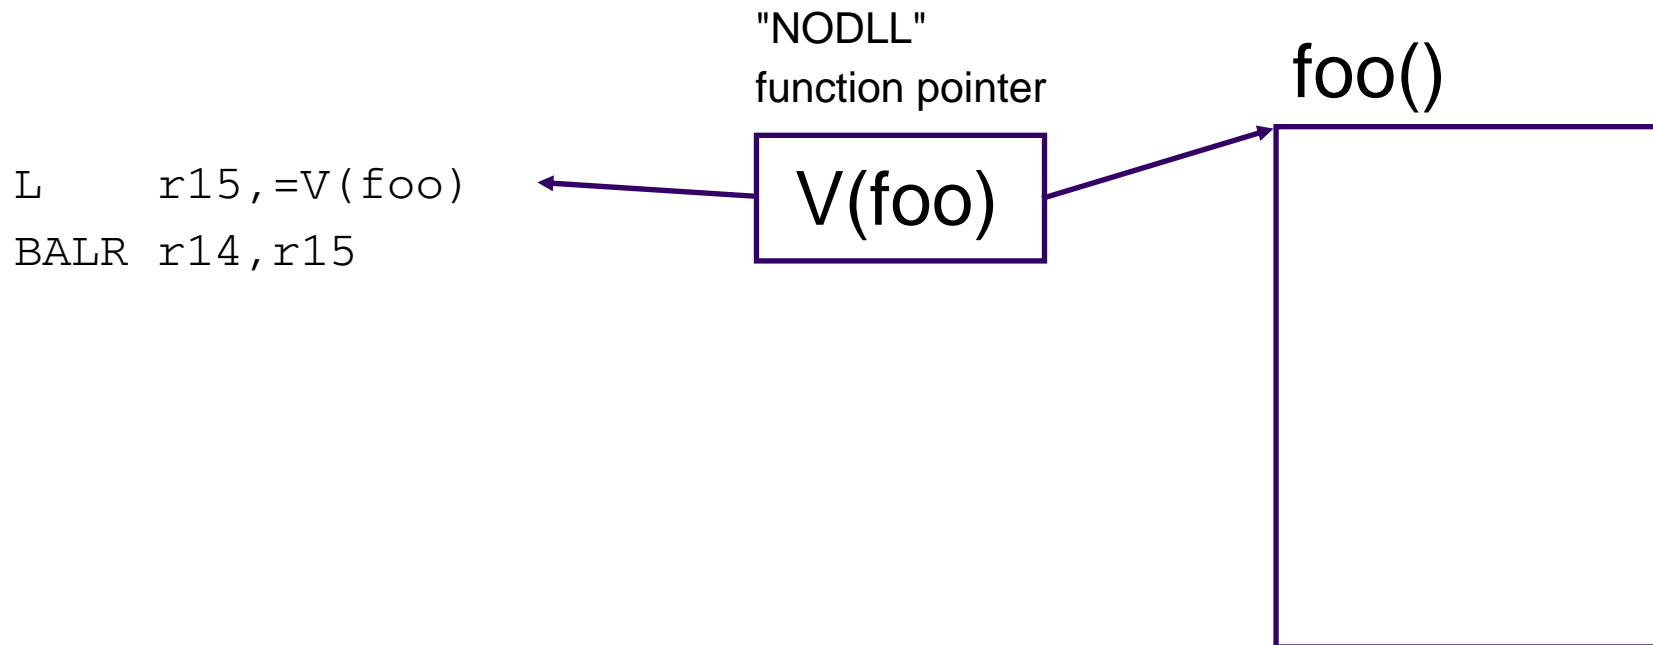 "NODLL"
function pointer
foo()
L     r15,=V(foo)
BALR r14,r15
V(foo)